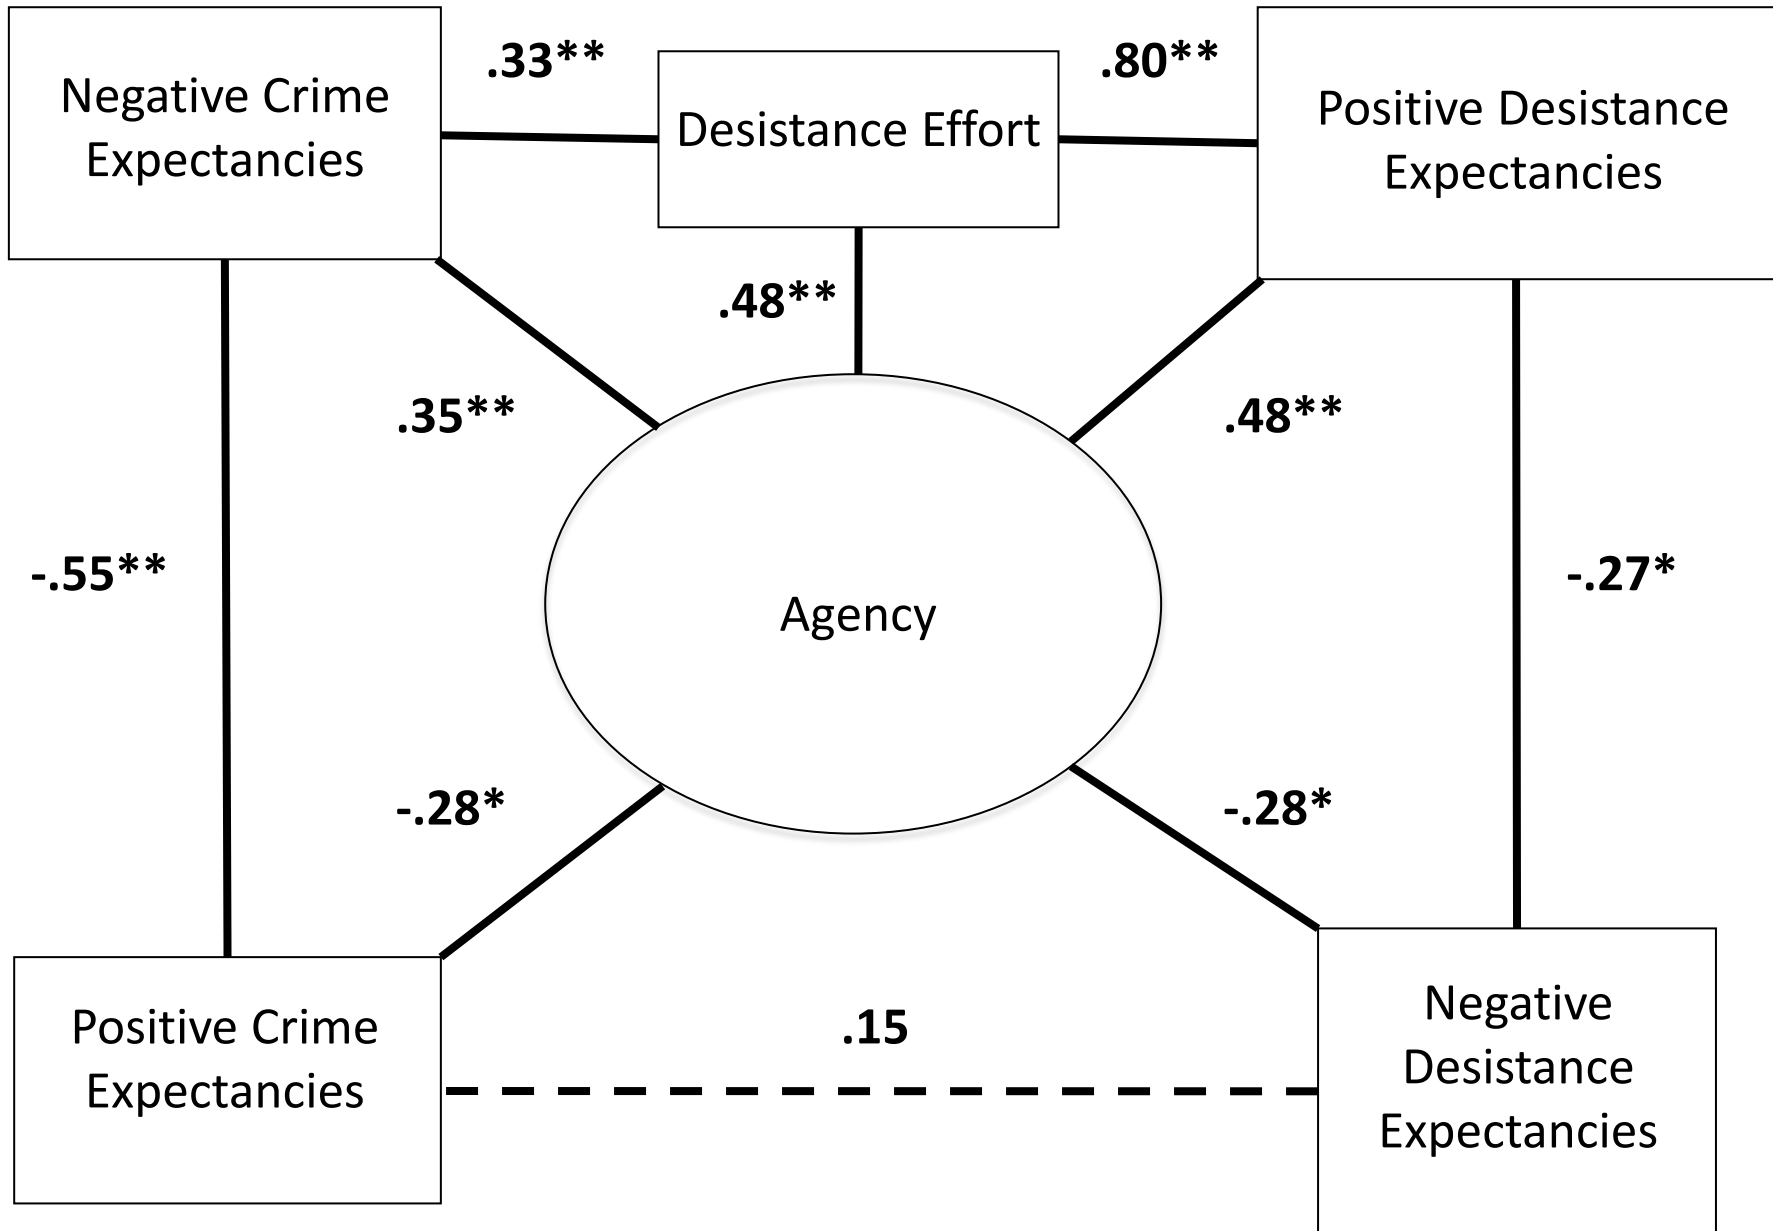 .33**
.80**
Negative Crime
Expectancies
Desistance Effort
Positive Desistance
Expectancies
.48**
.35**
.48**
-.55**
-.27*
Agency
-.28*
-.28*
Positive Crime
Expectancies
.15
Negative
Desistance
Expectancies